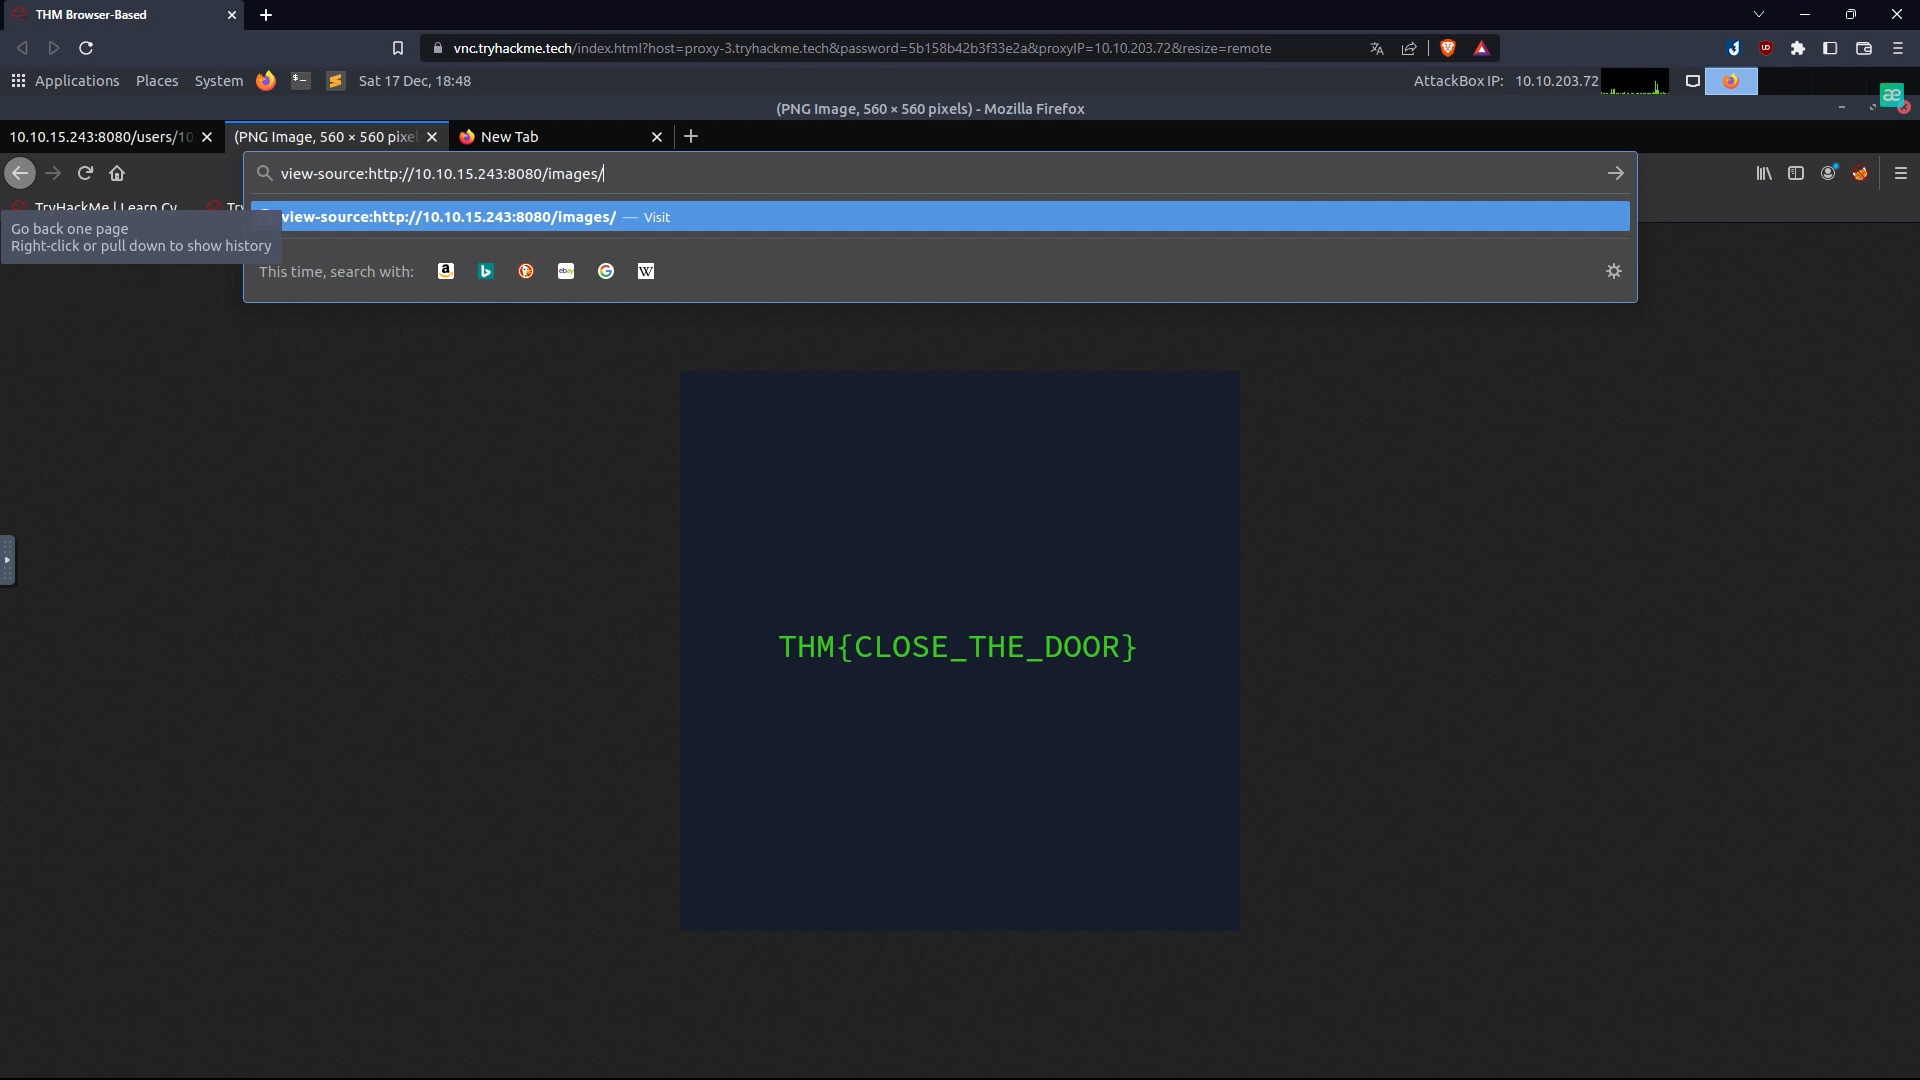 THM Browser-Based
vnc.tryhackme.tech/index.html?host=proxy-3.tryhackme.tech&password=5b158b42b3f33e2a&proxyIP=10.10.203.72&resize=remote
Applications Places System Sat 17 Dec, 18:48 AttackBox IP: 10.10.203.72
(PNG Image, 560 × 560 pixels) - Mozilla Firefox
10.10.15.243:8080/users/10 (PNG Image, 560 × 560 pixel New Tab
view-source:http://10.10.15.243:8080/images/
TryHackMe | Learn Cy Try
view-source:http://10.10.15.243:8080/images/ — Visit
Go back one page
Right-click or pull down to show history
This time, search with:
THM{CLOSE_THE_DOOR}